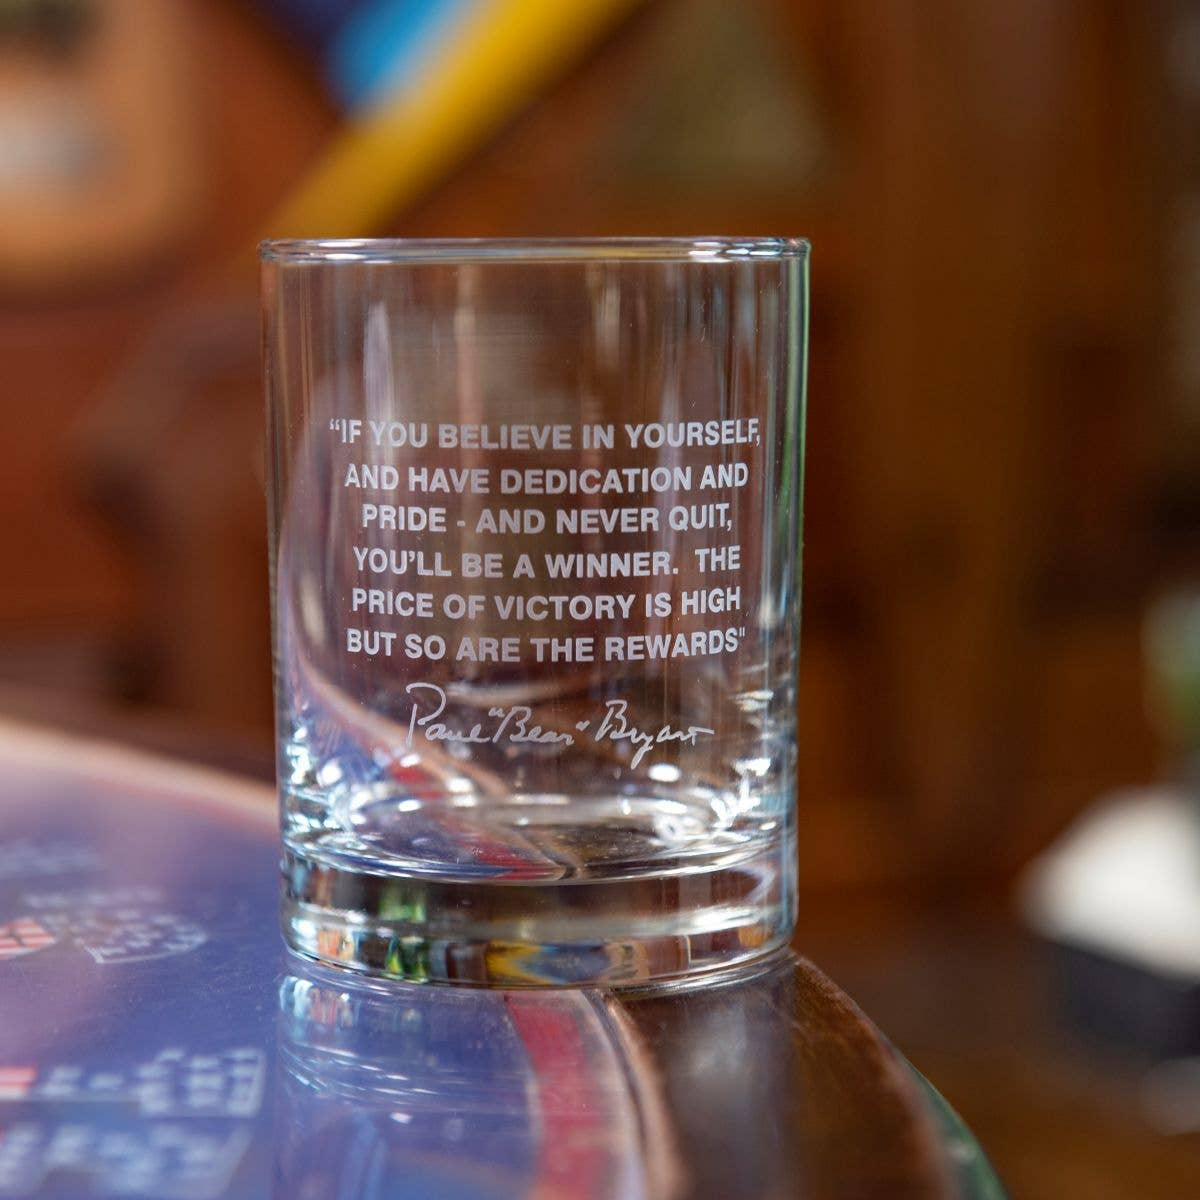 “IF YOU BELIEVE IN YOURSELF,
AND HAVE DEDICATION AND
PRIDE - AND NEVER QUIT,
YOU’LL BE A WINNER. THE
PRICE OF VICTORY IS HIGH
BUT SO ARE THE REWARDS"
Paul "Bear" Bryant